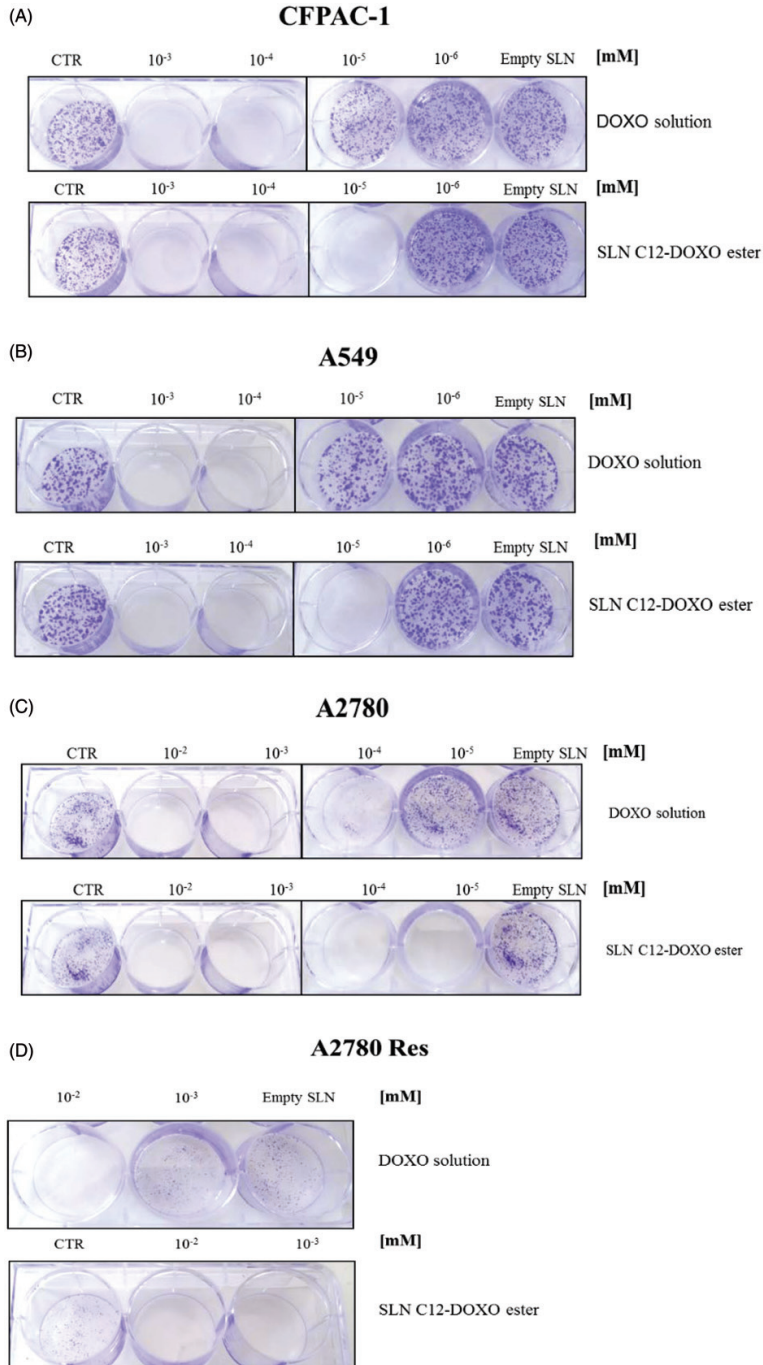 (A)
CFPAC-1
CTR 10-3 10-4 10-5 10-6 Empty SLN [mM]
DOXO solution
CTR 10-3 10-4 10-5 10-6 Empty SLN [mM]
SLN C12-DOXO ester
(B)
A549
CTR 10-3 10-4 10-5 10-6 Empty SLN [mM]
DOXO solution
CTR 10-3 10-4 10-5 10-6 Empty SLN [mM]
SLN C12-DOXO ester
(C)
A2780
CTR 10-2 10-3 10-4 10-5 Empty SLN [mM]
DOXO solution
CTR 10-2 10-3 10-4 10-5 Empty SLN [mM]
SLN C12-DOXO ester
(D)
A2780 Res
10-2 10-3 Empty SLN [mM]
DOXO solution
CTR 10-2 10-3 [mM]
SLN C12-DOXO ester